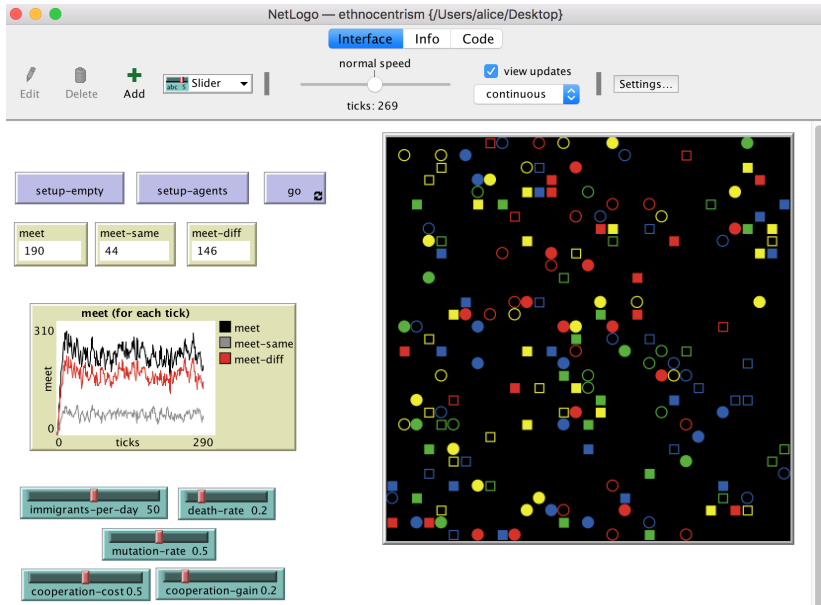 NetLogo — ethnocentrism {/Users/alice/Desktop}
Interface Info Code
Edit
Delete
Add
abc 5
Slider
normal speed
ticks: 269
view updates
continuous
Settings...
setup-empty
setup-agents
go
meet
190
meet-same
44
meet-diff
146
meet (for each tick)
310
meet
0
0
ticks
290
meet
meet-same
meet-diff
immigrants-per-day 50
death-rate 0.2
mutation-rate 0.5
cooperation-cost 0.5
cooperation-gain 0.2